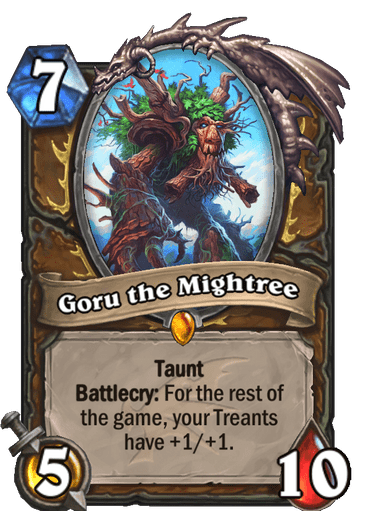 7
Goru the Mightree
Taunt
Battlecry: For the rest of
the game, your Treants
have +1/+1.
5
10